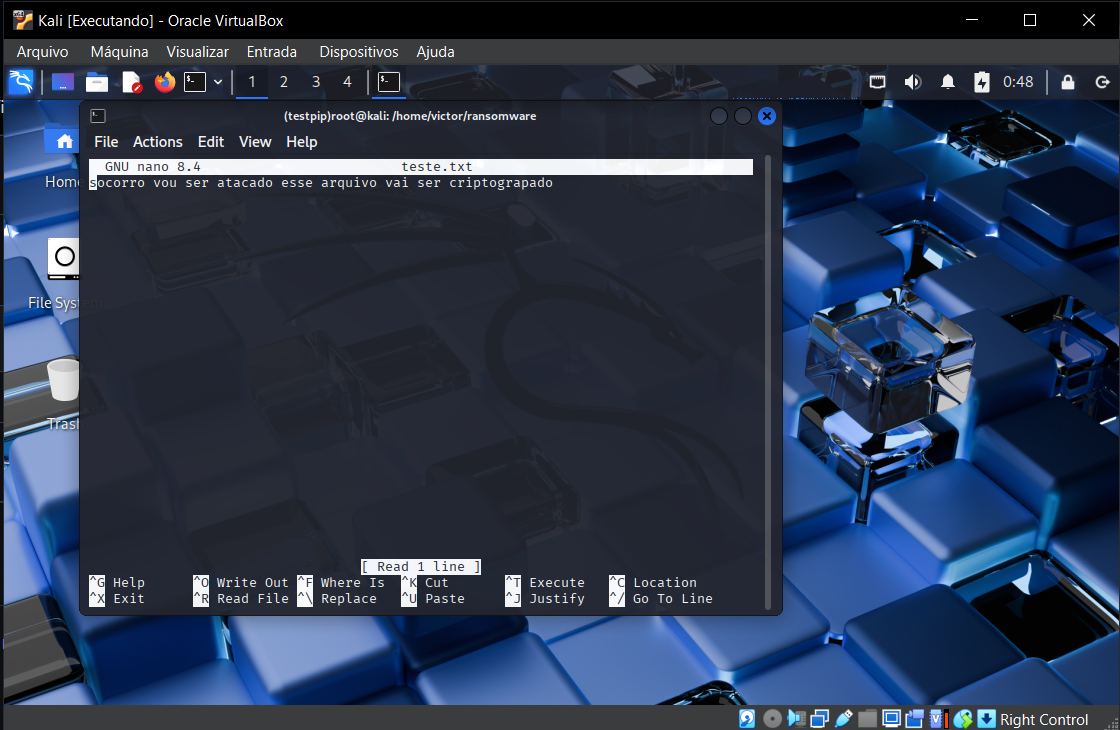 Kali [Executando] - Oracle VirtualBox
Arquivo Máquina Visualizar Entrada Dispositivos Ajuda
1 2 3 4 0:48
(testpip)root@kali: /home/victor/ransomware
File Actions Edit View Help
GNU nano 8.4 teste.txt
socorro vou ser atacado esse arquivo vai ser criptograpado
Home
File System
Trash
[ Read 1 line ]
^G Help ^O Write Out ^F Where Is ^K Cut ^T Execute ^C Location
^X Exit ^R Read File ^\ Replace ^U Paste ^J Justify ^/ Go To Line
Right Control